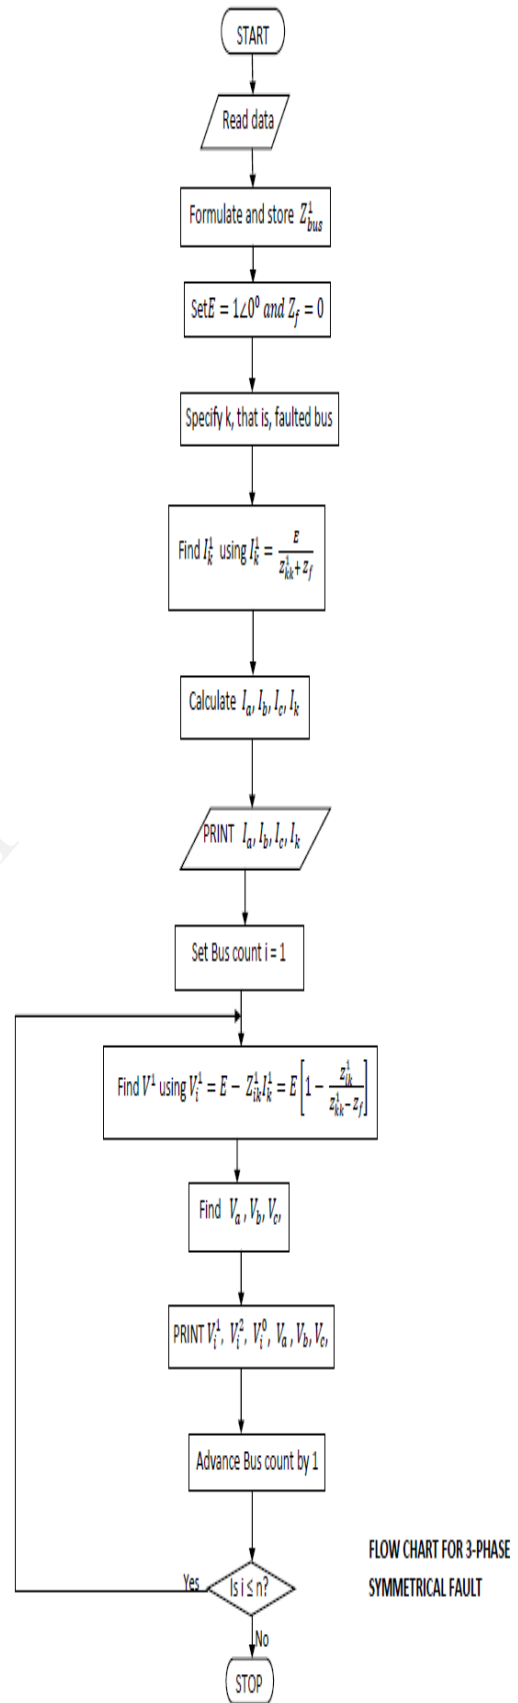 START
Read data
Formulate and store Z¹bus
SetE = 1∠0⁰ and Zf = 0
Specify k, that is, faulted bus
Find I¹k using I¹k = E / (z¹kk + zf)
Calculate Ia, Ib, Ic, Ik
PRINT Ia, Ib, Ic, Ik
Set Bus count i = 1
Find V¹ using V¹i = E − Z¹ik I¹k = E [1 − z¹ik / (z¹kk − zf)]
Find Va , Vb, Vc,
PRINT V¹i, V²i, V⁰i, Va , Vb, Vc,
Advance Bus count by 1
Yes
Is i ≤ n?
No
STOP
FLOW CHART FOR 3-PHASE
SYMMETRICAL FAULT